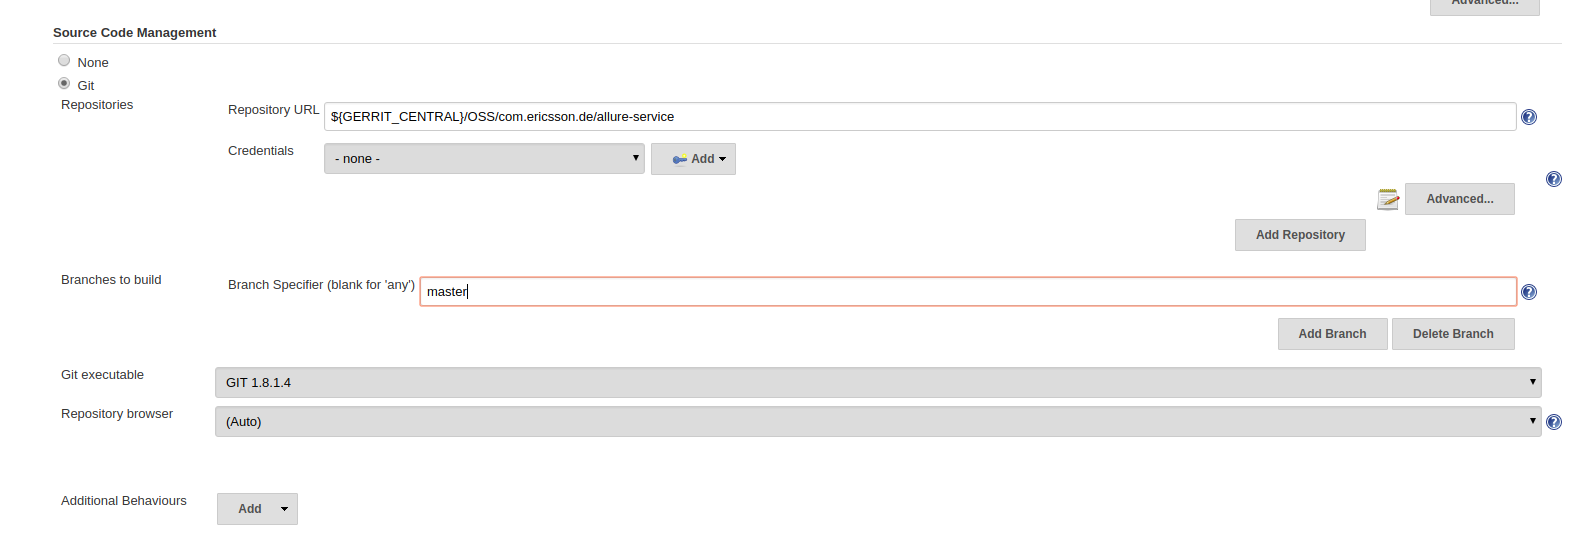 Advanced...
Source Code Management
None
Git
Repositories
Repository URL ${GERRIT_CENTRAL}/OSS/com.ericsson.de/allure-service
Credentials - none - Add
Advanced...
Add Repository
Branches to build Branch Specifier (blank for 'any') master
Add Branch Delete Branch
Git executable GIT 1.8.1.4
Repository browser (Auto)
Additional Behaviours Add